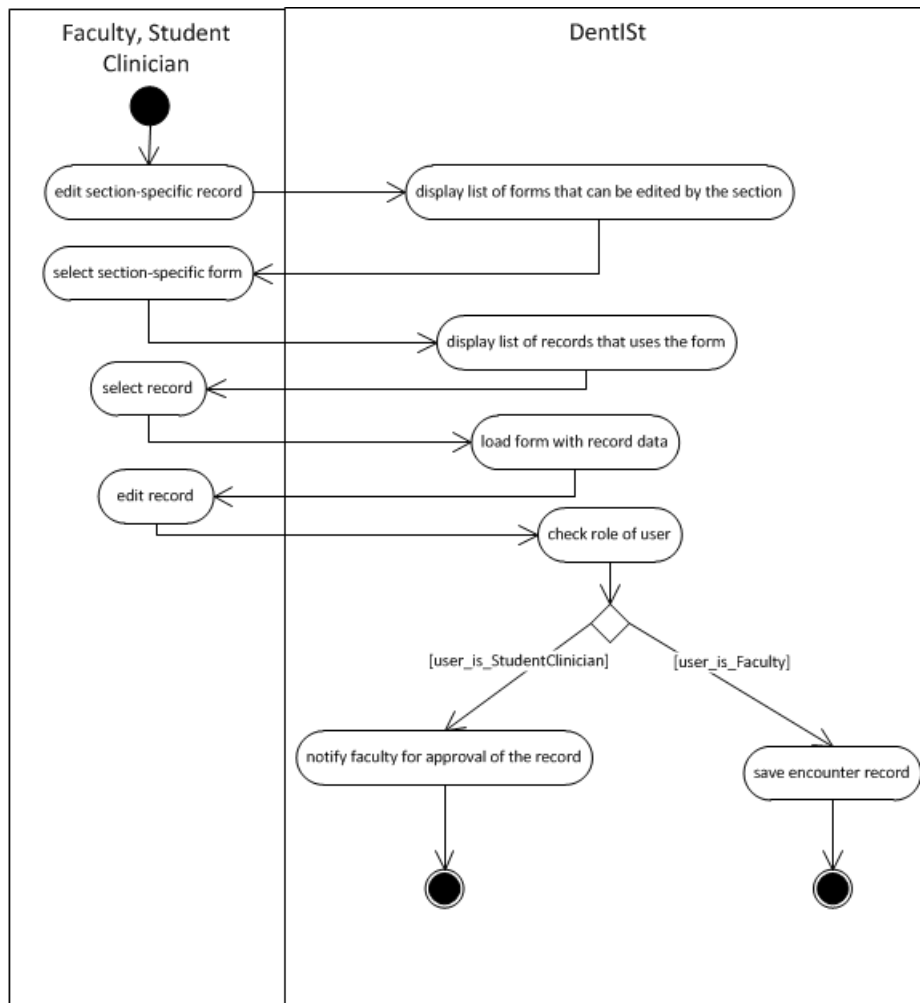 Faculty, Student
Clinician
DentISt
edit section-specific record
display list of forms that can be edited by the section
select section-specific form
display list of records that uses the form
select record
load form with record data
edit record
check role of user
[user_is_StudentClinician]
[user_is_Faculty]
notify faculty for approval of the record
save encounter record